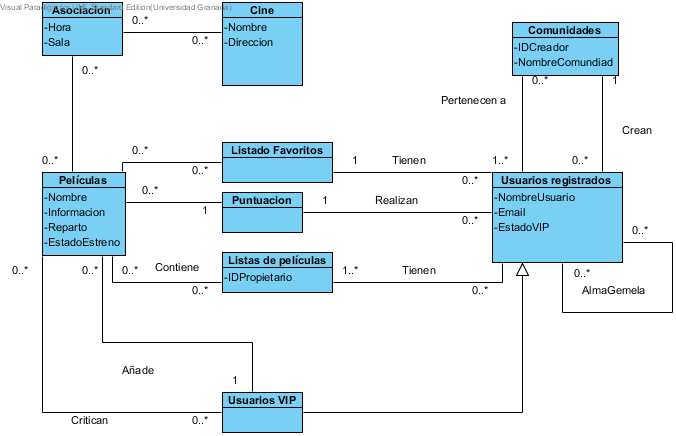 Visual Paradigm for UML Standard Edition(Universidad Granada)
Asociacion
-Hora
-Sala
0..*
0..*
Cine
-Nombre
-Direccion
Comunidades
-IDCreador
-NombreComundiad
0..*
0..*
1
Pertenecen a
Crean
0..*
0..*
0..*
Listado Favoritos
1
Tienen
0..*
1..*
0..*
Películas
-Nombre
-Informacion
-Reparto
-EstadoEstreno
0..*
1
Puntuacion
1
Realizan
0..*
Usuarios registrados
-NombreUsuario
-Email
-EstadoVIP
0..*
0..*
AlmaGemela
0..*
0..*
0..*
Contiene
0..*
Listas de películas
-IDPropietario
1..*
Tienen
0..*
Añade
1
Usuarios VIP
Critican
0..*